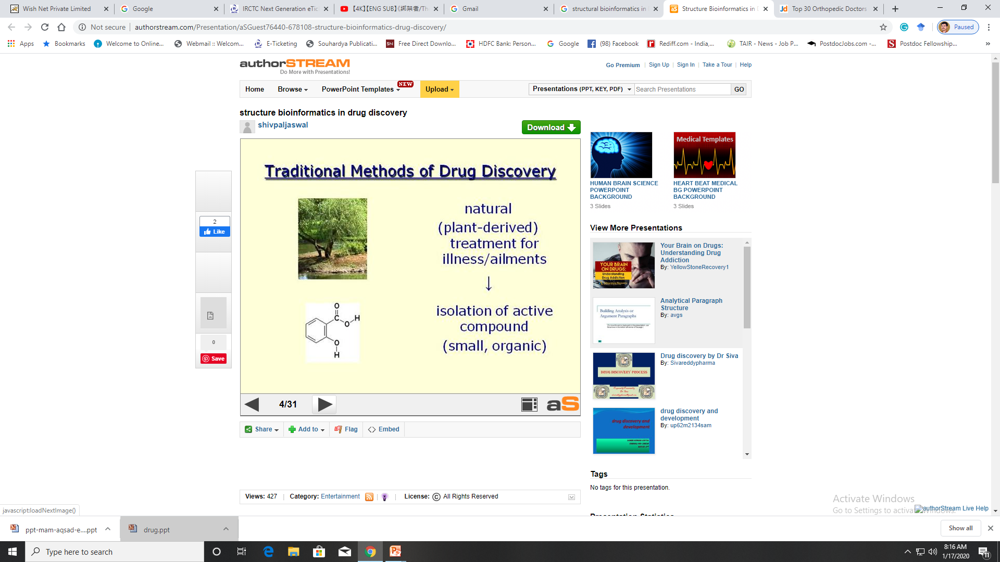 Wish Net Private Limited
Google
IRCTC Next Generation eTic
【4K】【ENG SUB】《绑架者/Th
Gmail
structural bioinformatics in
Structure Bioinformatics in
Top 30 Orthopedic Doctors
Not secure
authorstream.com/Presentation/aSGuest76440-678108-structure-bioinformatics-drug-discovery/
Paused
Apps
Bookmarks
Welcome to Online...
Webmail :: Welcom...
E-Ticketing
Souhardya Publicati...
Free Direct Downlo...
HDFC Bank: Person...
Google
(98) Facebook
Rediff.com - India,...
TAIR - News - Job P...
PostdocJobs.com -...
Postdoc Fellowship...
authorSTREAM
Do More with Presentations!
Go Premium | Sign Up | Sign In | Take a Tour | Help
Home
Browse
PowerPoint Templates
NEW
Upload
Presentations (PPT, KEY, PDF)
Search Presentations
GO
structure bioinformatics in drug discovery
shivpaljaswal
Download
Traditional Methods of Drug Discovery
natural
(plant-derived)
treatment for
illness/ailments
↓
isolation of active
compound
(small, organic)
O
C
O H
O
H
4/31
aS
2
Like
0
Save
Share
Add to
Flag
Embed
Views: 427
Category: Entertainment
License: © All Rights Reserved
Medical Templates
HUMAN BRAIN SCIENCE
POWERPOINT
BACKGROUND
3 Slides
HEART BEAT MEDICAL
BG POWERPOINT
BACKGROUND
3 Slides
View More Presentations
YOUR BRAIN
ON DRUGS:
Understanding
Drug Addiction
Your Brain on Drugs:
Understanding Drug
Addiction
By: YellowStoneRecovery1
Building Analysis or
Argument Paragraphs
Analytical Paragraph
Structure
By: avgs
DRUG DISCOVERY PROCESS
Drug discovery by Dr Siva
By: Sivareddypharma
drug discovery and
development
drug discovery and
development
By: up62m2134sam
Tags
No tags for this presentation.
Presentation Statistics
Activate Windows
Go to Settings to activate Windows.
authorStream Live Help
javascript:loadNextImage()
ppt-mam-aqsad-e....ppt
drug.ppt
Show all
Type here to search
8:16 AM
1/17/2020
11